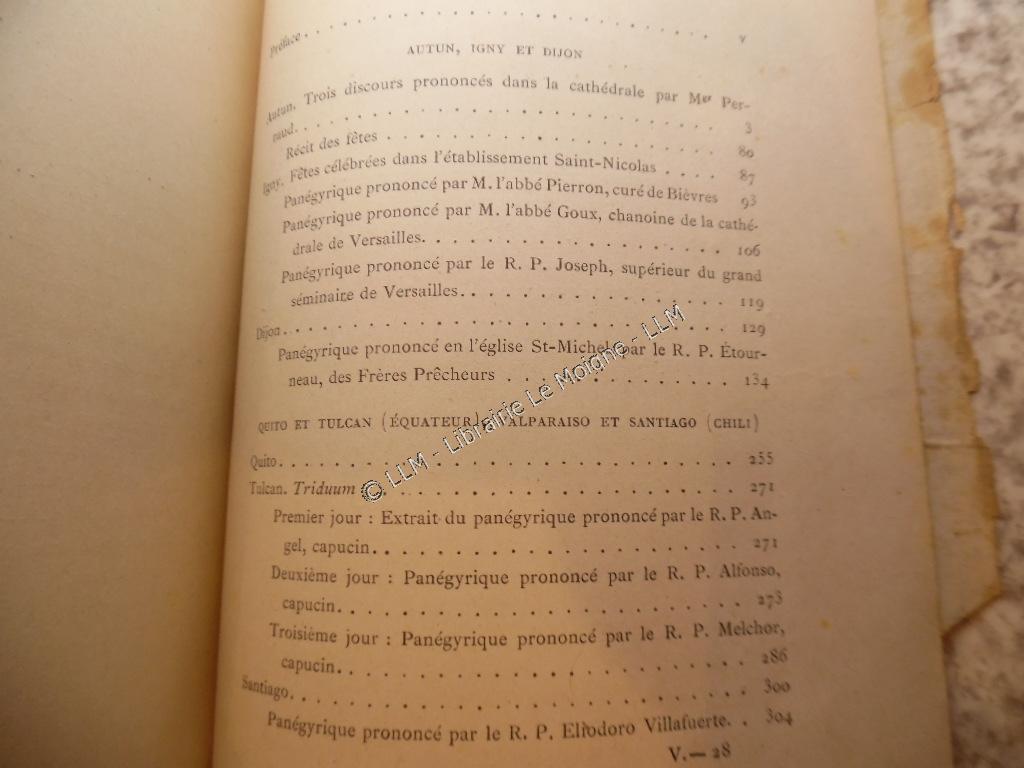 Préface. . . . . . . . . . . . . . . . . . . . . . v
AUTUN, IGNY ET DIJON
Autun. Trois discours prononcés dans la cathédrale par Mgr Per-
raud. . . . . . . . . . . . . . . . . . . . . . 3
Récit des fêtes . . . . . . . . . . . . . . . . . . 80
Igny. Fêtes célébrées dans l'établissement Saint-Nicolas . . . . 87
Panégyrique prononcé par M. l'abbé Pierron, curé de Bièvres 93
Panégyrique prononcé par M. l'abbé Goux, chanoine de la cathé-
drale de Versailles. . . . . . . . . . . . . . . . . 106
Panégyrique prononcé par le R. P. Joseph, supérieur du grand
séminaire de Versailles. . . . . . . . . . . . . . . 119
Dijon. . . . . . . . . . . . . . . . . . . . . . 129
Panégyrique prononcé en l'église St-Michel par le R. P. Étour-
neau, des Frères Prêcheurs . . . . . . . . . . . . . 134
QUITO ET TULCAN (ÉQUATEUR), VALPARAISO ET SANTIAGO (CHILI)
Quito. . . . . . . . . . . . . . . . . . . . . . 255
Tulcan. Triduum . . . . . . . . . . . . . . . . . . 271
Premier jour : Extrait du panégyrique prononcé par le R. P. An-
gel, capucin. . . . . . . . . . . . . . . . . . . 271
Deuxième jour : Panégyrique prononcé par le R. P. Alfonso,
capucin. . . . . . . . . . . . . . . . . . . . . 278
Troisième jour : Panégyrique prononcé par le R. P. Melchor,
capucin. . . . . . . . . . . . . . . . . . . . . 286
Santiago. . . . . . . . . . . . . . . . . . . . . 300
Panégyrique prononcé par le R. P. Eliodoro Villafuerte. . 304
V.— 28
© LLM - Librairie Le Moigne - LLM